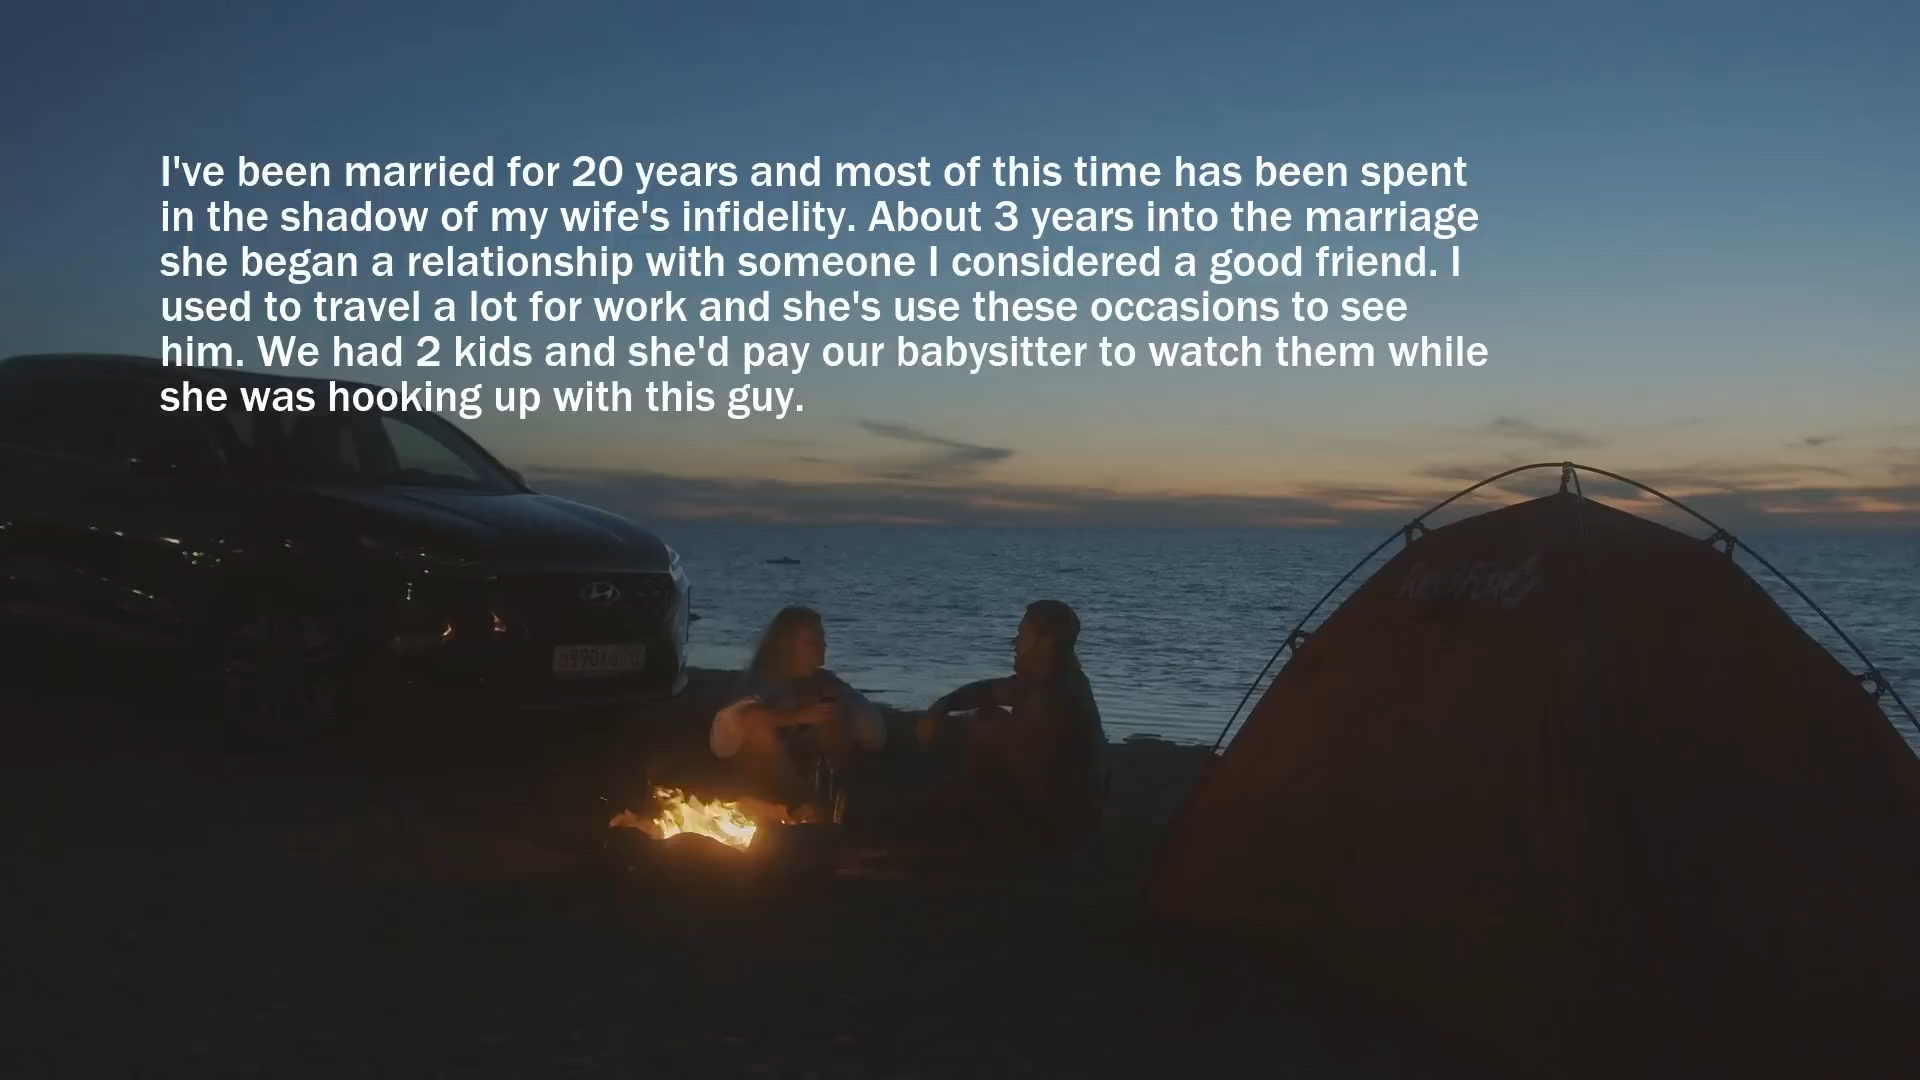 I've been married for 20 years and most of this time has been spent
in the shadow of my wife's infidelity. About 3 years into the marriage
she began a relationship with someone I considered a good friend. I
used to travel a lot for work and she's use these occasions to see
him. We had 2 kids and she'd pay our babysitter to watch them while
she was hooking up with this guy.